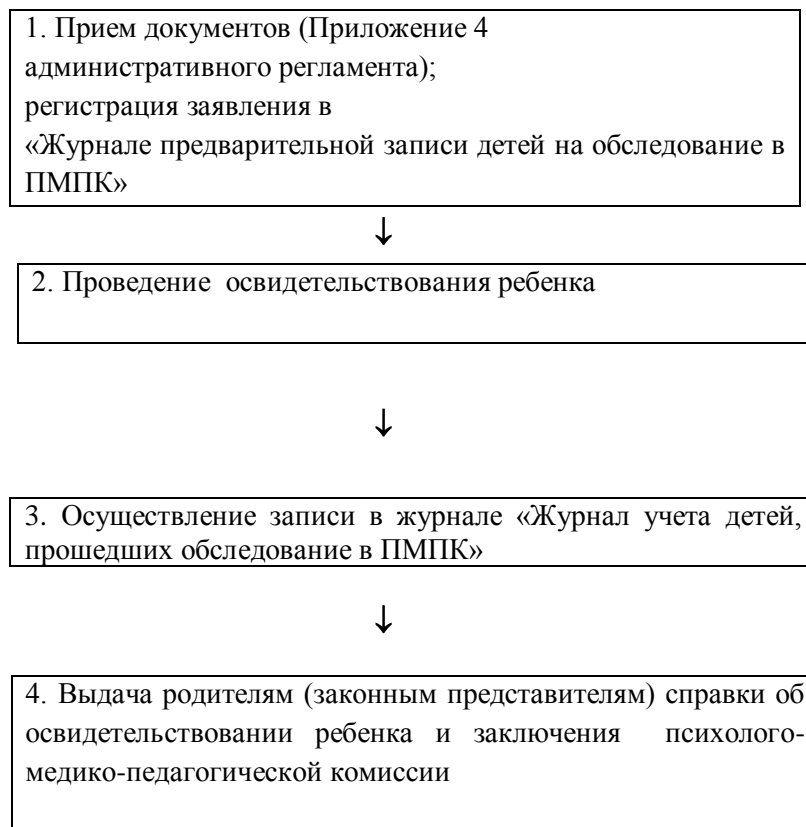 1. Прием документов (Приложение 4
административного регламента);
регистрация заявления в
«Журнале предварительной записи детей на обследование в
ПМПК»
↓
2. Проведение освидетельствования ребенка
↓
3. Осуществление записи в журнале «Журнал учета детей,
прошедших обследование в ПМПК»
↓
4. Выдача родителям (законным представителям) справки об
освидетельствовании ребенка и заключения психолого-
медико-педагогической комиссии